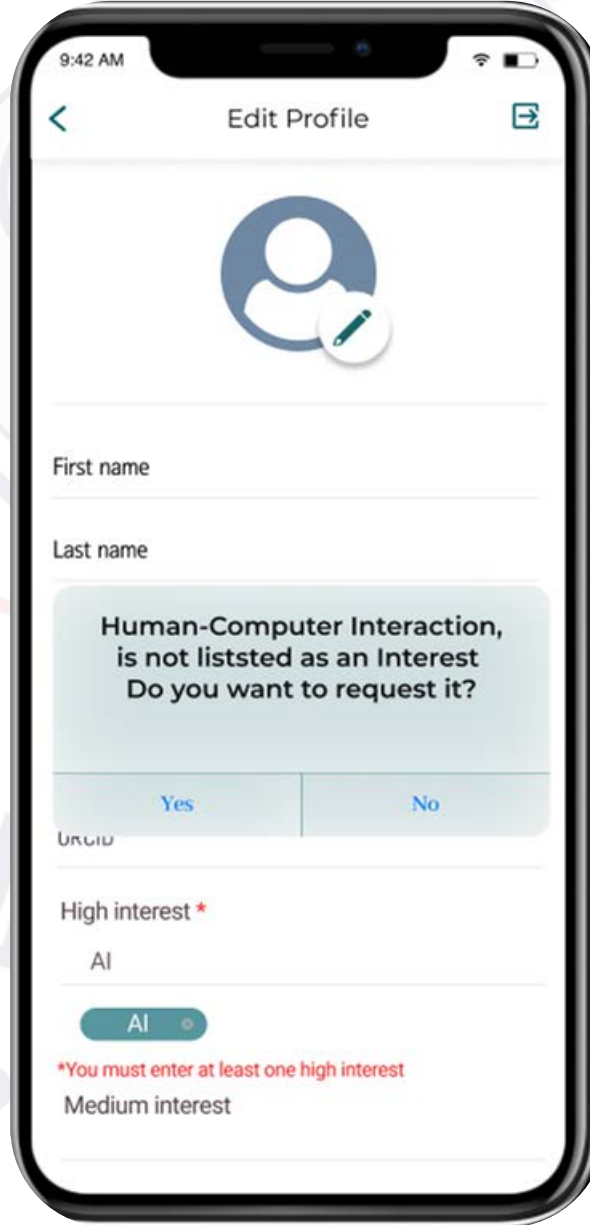 9:42 AM
Edit Profile
First name
Last name
Human-Computer Interaction,
is not liststed as an Interest
Do you want to request it?
Yes
No
ORCID
High interest *
AI
AI
*You must enter at least one high interest
Medium interest